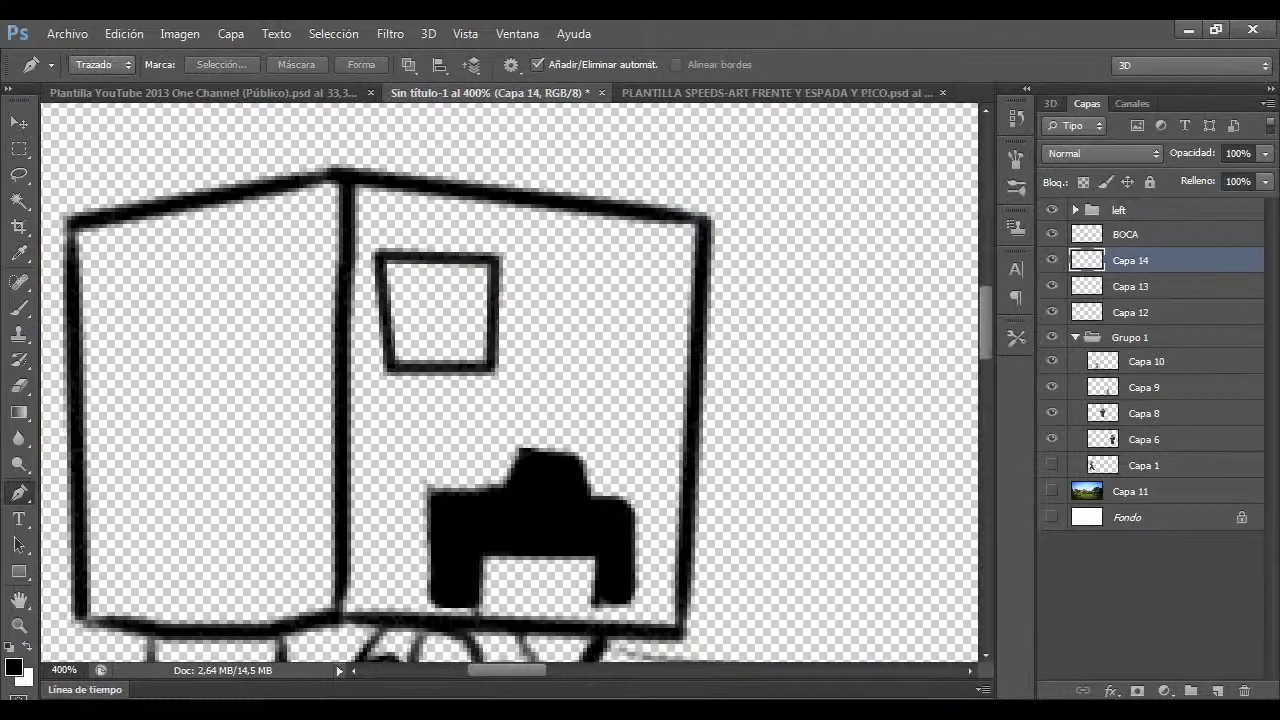 Ps Archivo Edición Imagen Capa Texto Selección Filtro 3D Vista Ventana Ayuda
Trazado Marca: Selección... Máscara Forma Añadir/Eliminar automát. Alinear bordes 3D
Plantilla YouTube 2013 One Channel (Público).psd al 33,3... × Sin título-1 al 400% (Capa 14, RGB/8) * × PLANTILLA SPEEDS-ART FRENTE Y ESPADA Y PICO.psd al ... ×
3D Capas Canales
Tipo
Normal Opacidad: 100%
Bloq.: Relleno: 100%
left
BOCA
Capa 14
Capa 13
Capa 12
Grupo 1
Capa 10
Capa 9
Capa 8
Capa 6
Capa 1
Capa 11
Fondo
400% Doc: 2,64 MB/14,5 MB
Línea de tiempo